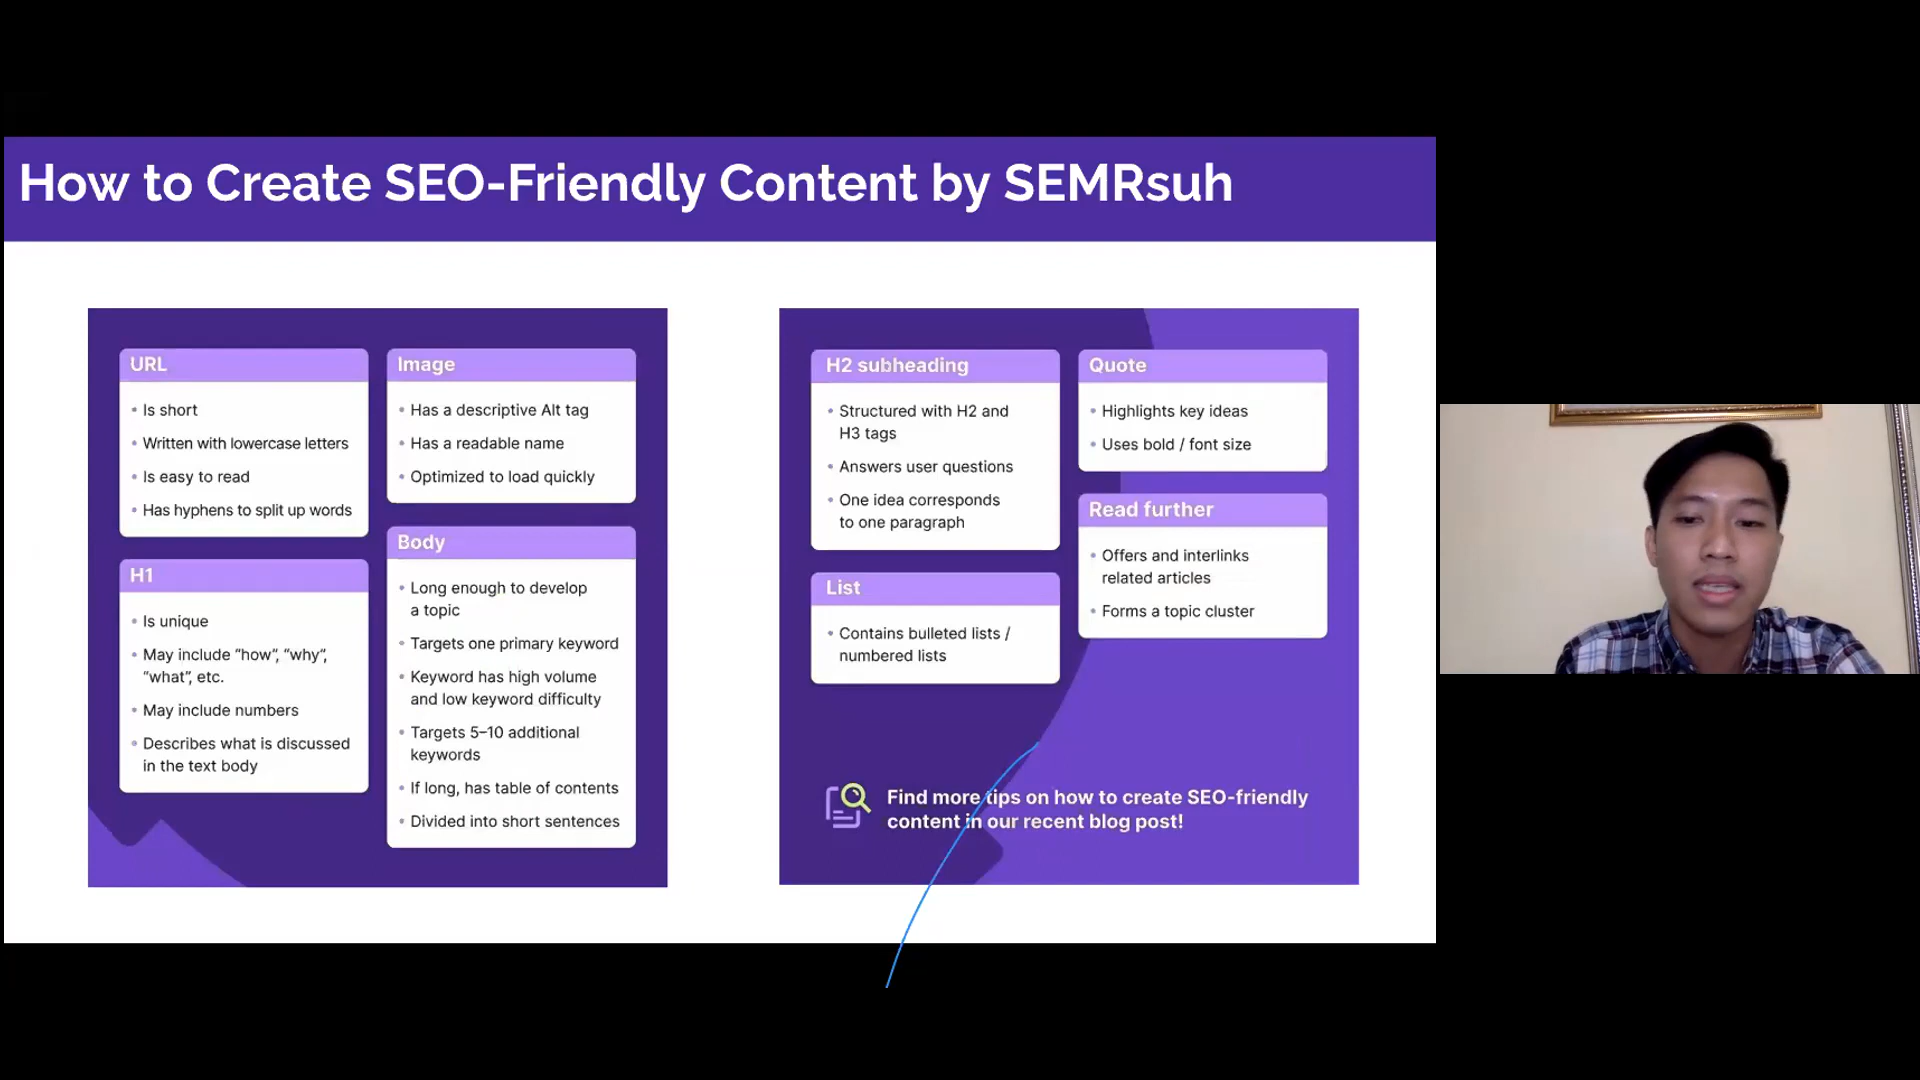 How to Create SEO-Friendly Content by SEMRsuh
URL
Is short
Written with lowercase letters
Is easy to read
Has hyphens to split up words
H1
Is unique
May include "how", "why",
"what", etc.
May include numbers
Describes what is discussed
in the text body
Image
Has a descriptive Alt tag
Has a readable name
Optimized to load quickly
Body
Long enough to develop
a topic
Targets one primary keyword
Keyword has high volume
and low keyword difficulty
Targets 5–10 additional
keywords
If long, has table of contents
Divided into short sentences
H2 subheading
Structured with H2 and
H3 tags
Answers user questions
One idea corresponds
to one paragraph
List
Contains bulleted lists /
numbered lists
Quote
Highlights key ideas
Uses bold / font size
Read further
Offers and interlinks
related articles
Forms a topic cluster
Find more tips on how to create SEO-friendly
content in our recent blog post!